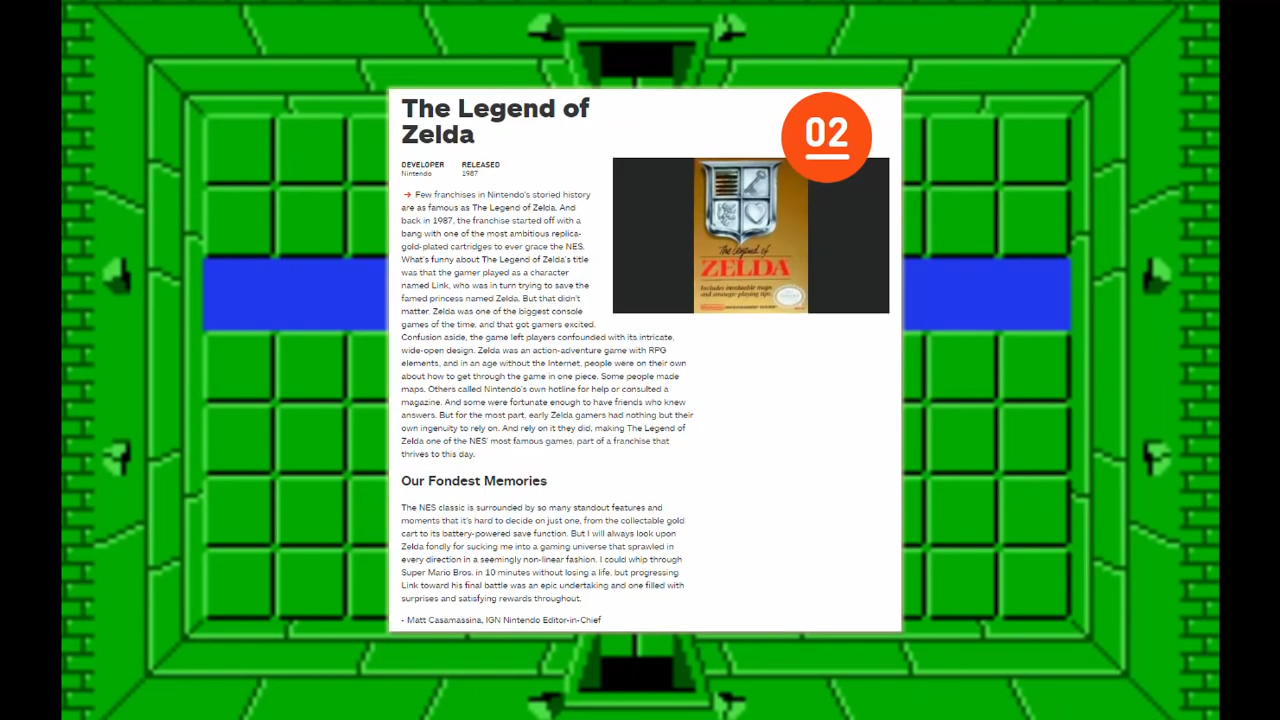 The Legend of
Zelda
02
DEVELOPER
Nintendo
RELEASED
1987
→ Few franchises in Nintendo's storied history
are as famous as The Legend of Zelda. And
back in 1987, the franchise started off with a
bang with one of the most ambitious replica-
gold-plated cartridges to ever grace the NES.
What's funny about The Legend of Zelda's title
was that the gamer played as a character
named Link, who was in turn trying to save the
famed princess named Zelda. But that didn't
matter. Zelda was one of the biggest console
games of the time, and that got gamers excited.
Confusion aside, the game left players confounded with its intricate,
wide-open design. Zelda was an action-adventure game with RPG
elements, and in an age without the Internet, people were on their own
about how to get through the game in one piece. Some people made
maps. Others called Nintendo's own hotline for help or consulted a
magazine. And some were fortunate enough to have friends who knew
answers. But for the most part, early Zelda gamers had nothing but their
own ingenuity to rely on. And rely on it they did, making The Legend of
Zelda one of the NES' most famous games, part of a franchise that
thrives to this day.
The Legend of
ZELDA
Includes invaluable maps
and strategic playing tips.
Nintendo
Our Fondest Memories
The NES classic is surrounded by so many standout features and
moments that it's hard to decide on just one, from the collectable gold
cart to its battery-powered save function. But I will always look upon
Zelda fondly for sucking me into a gaming universe that sprawled in
every direction in a seemingly non-linear fashion. I could whip through
Super Mario Bros. in 10 minutes without losing a life, but progressing
Link toward his final battle was an epic undertaking and one filled with
surprises and satisfying rewards throughout.
- Matt Casamassina, IGN Nintendo Editor-in-Chief